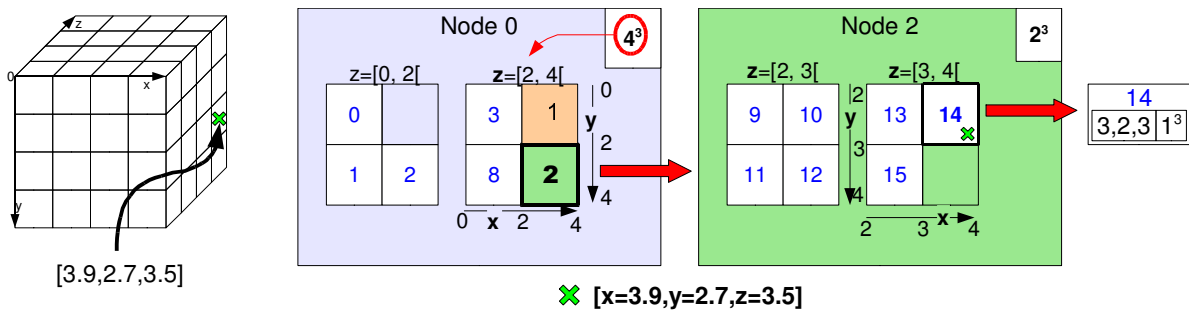 z
0
x
y
[3.9,2.7,3.5]
Node 0
4³
z=[0, 2[
z=[2, 4[
0
3
1
1
2
8
2
0
y
2
4
0
x
2
4
Node 2
2³
z=[2, 3[
z=[3, 4[
9
10
13
14
11
12
15
2
y
3
4
2
3
x
4
14
3,2,3
1³
[x=3.9,y=2.7,z=3.5]